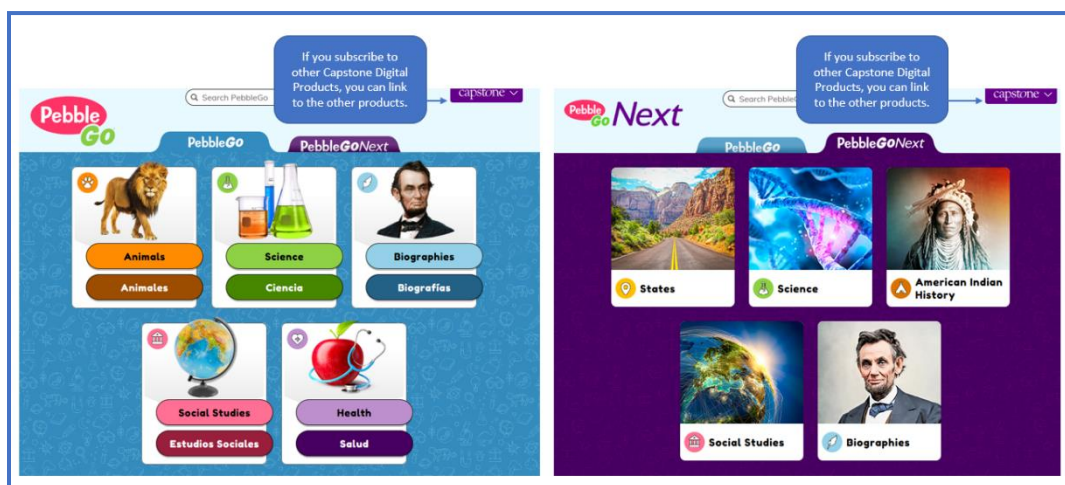 If you subscribe to
other Capstone Digital
Products, you can link
to the other products.
Search PebbleGo
capstone
Pebble
Go
PebbleGo
PebbleGONext
Animals
Animales
Science
Ciencia
Biographies
Biografías
Social Studies
Estudios Sociales
Health
Salud
If you subscribe to
other Capstone Digital
Products, you can link
to the other products.
Search PebbleG
capstone
Pebble
Go Next
PebbleGo
PebbleGONext
States
Science
American Indian
History
Social Studies
Biographies